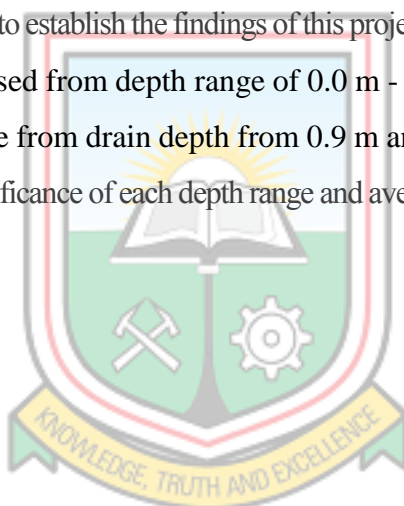 to establish the findings of this proje
sed from depth range of 0.0 m -
e from drain depth from 0.9 m a
ficance of each depth range and ave
KNOWLEDGE, TRUTH AND EXCELLENCE